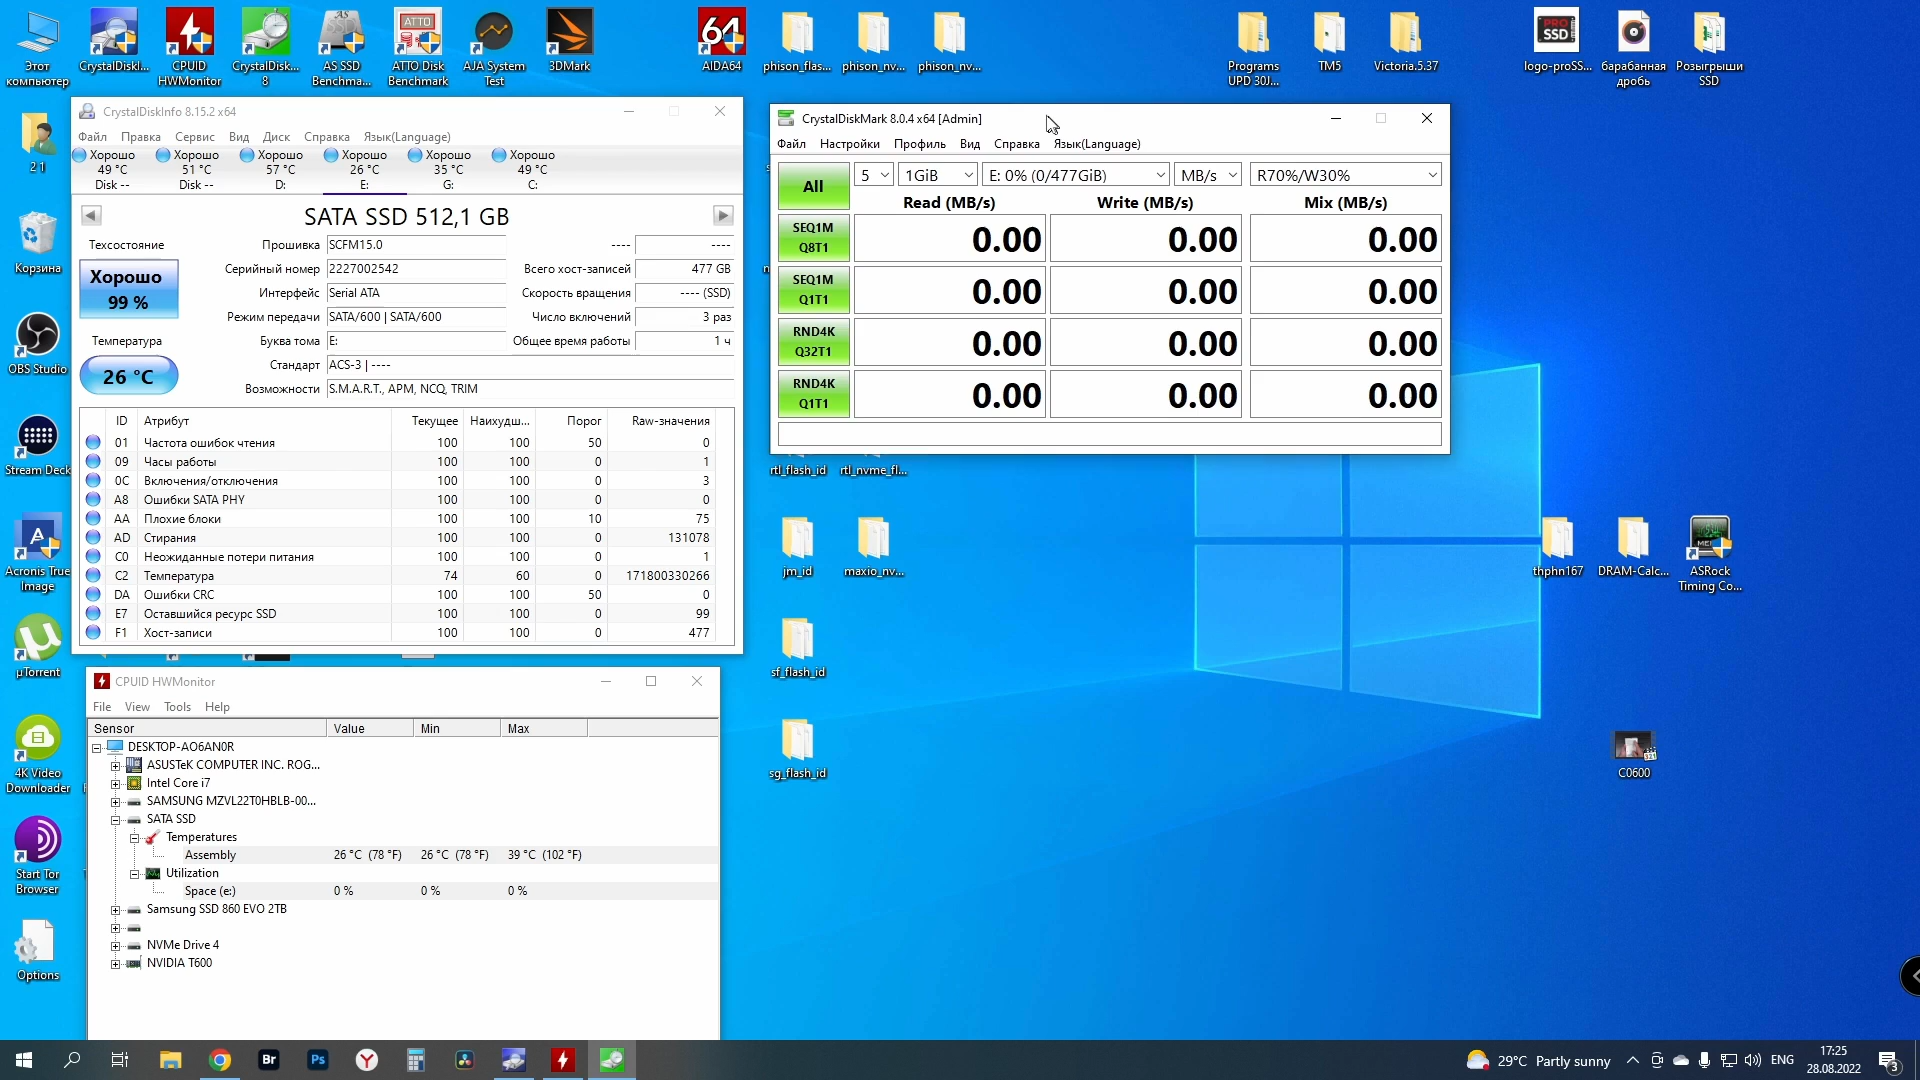 Этот компьютер
CrystalDiskI...
CPUID HWMonitor
CrystalDisk... 8
AS SSD Benchma...
ATTO Disk Benchmark
AJA System Test
3DMark
64
AIDA64
phison_flas...
phison_nv...
phison_nv...
Programs UPD 30J...
TM5
Victoria.5.37
PRO SSD
logo-proSS...
барабанная дробь
Розыгрыши SSD
2 1
Корзина
OBS Studio
Stream Deck
Acronis True Image
µTorrent
4K Video Downloader
Start Tor Browser
Options
CrystalDiskInfo 8.15.2 x64
Файл Правка Сервис Вид Диск Справка Язык(Language)
Хорошо Хорошо Хорошо Хорошо Хорошо Хорошо
49 °C 51 °C 57 °C 26 °C 35 °C 49 °C
Disk -- Disk -- D: E: G: C:
SATA SSD 512,1 GB
Техсостояние
Хорошо
99 %
Температура
26 °C
Прошивка SCFM15.0 ---- ----
Серийный номер 2227002542 Всего хост-записей 477 GB
Интерфейс Serial ATA Скорость вращения ---- (SSD)
Режим передачи SATA/600 | SATA/600 Число включений 3 раз
Буква тома E: Общее время работы 1 ч
Стандарт ACS-3 | ----
Возможности S.M.A.R.T., APM, NCQ, TRIM
ID Атрибут Текущее Наихудш... Порог Raw-значения
01 Частота ошибок чтения 100 100 50 0
09 Часы работы 100 100 0 1
0C Включения/отключения 100 100 0 3
A8 Ошибки SATA PHY 100 100 0 0
AA Плохие блоки 100 100 10 75
AD Стирания 100 100 0 131078
C0 Неожиданные потери питания 100 100 0 1
C2 Температура 74 60 0 171800330266
DA Ошибки CRC 100 100 50 0
E7 Оставшийся ресурс SSD 100 100 0 99
F1 Хост-записи 100 100 0 477
CrystalDiskMark 8.0.4 x64 [Admin]
Файл Настройки Профиль Вид Справка Язык(Language)
All 5 1GiB E: 0% (0/477GiB) MB/s R70%/W30%
Read (MB/s) Write (MB/s) Mix (MB/s)
SEQ1M Q8T1 0.00 0.00 0.00
SEQ1M Q1T1 0.00 0.00 0.00
RND4K Q32T1 0.00 0.00 0.00
RND4K Q1T1 0.00 0.00 0.00
rtl_flash_id
rtl_nvme_fl...
jm_id
maxio_nv...
sf_flash_id
sg_flash_id
thphn167
DRAM-Calc...
ASRock Timing Co...
C0600
CPUID HWMonitor
File View Tools Help
Sensor Value Min Max
DESKTOP-AO6AN0R
ASUSTeK COMPUTER INC. ROG...
Intel Core i7
SAMSUNG MZVL22T0HBLB-00...
SATA SSD
Temperatures
Assembly 26 °C (78 °F) 26 °C (78 °F) 39 °C (102 °F)
Utilization
Space (e:) 0 % 0 % 0 %
Samsung SSD 860 EVO 2TB
NVMe Drive 4
NVIDIA T600
Br
Ps
29°C Partly sunny
ENG
17:25
28.08.2022
3